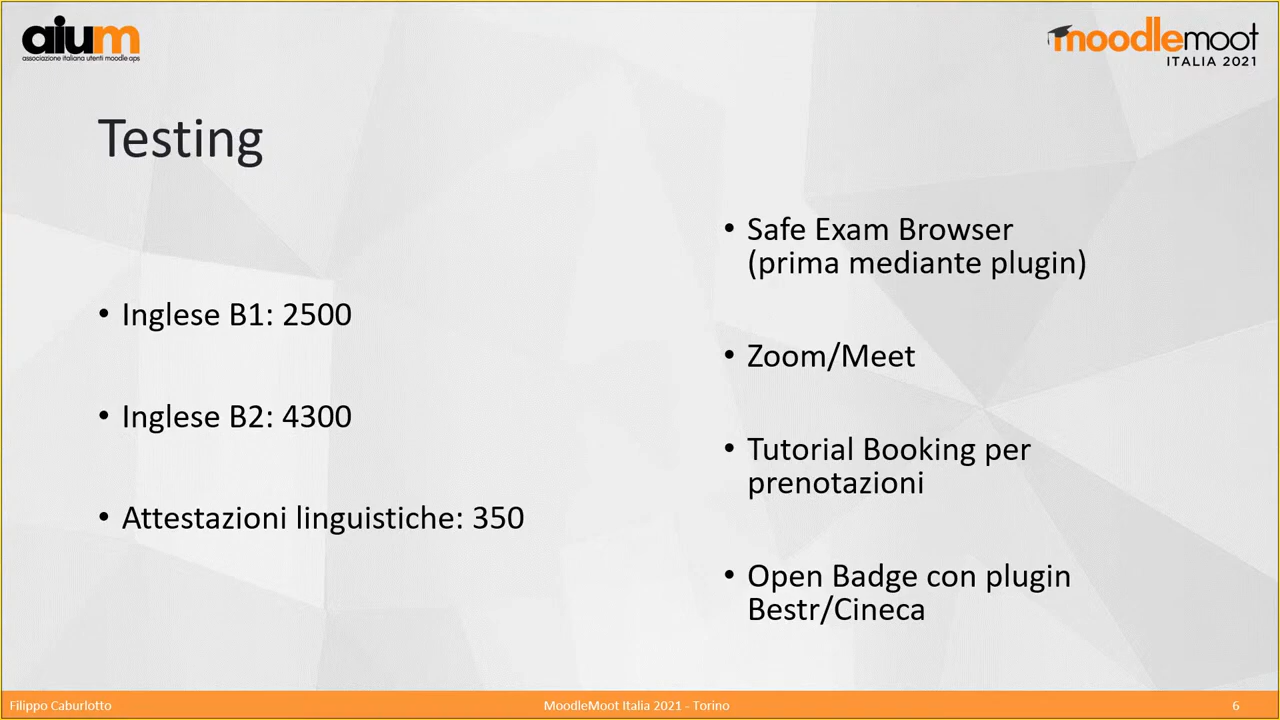 aium
associazione italiana utenti moodle aps
moodlemoot
ITALIA 2021
Testing
• Inglese B1: 2500
• Inglese B2: 4300
• Attestazioni linguistiche: 350
• Safe Exam Browser
(prima mediante plugin)
• Zoom/Meet
• Tutorial Booking per
prenotazioni
• Open Badge con plugin
Bestr/Cineca
Filippo Caburlotto
MoodleMoot Italia 2021 - Torino
6